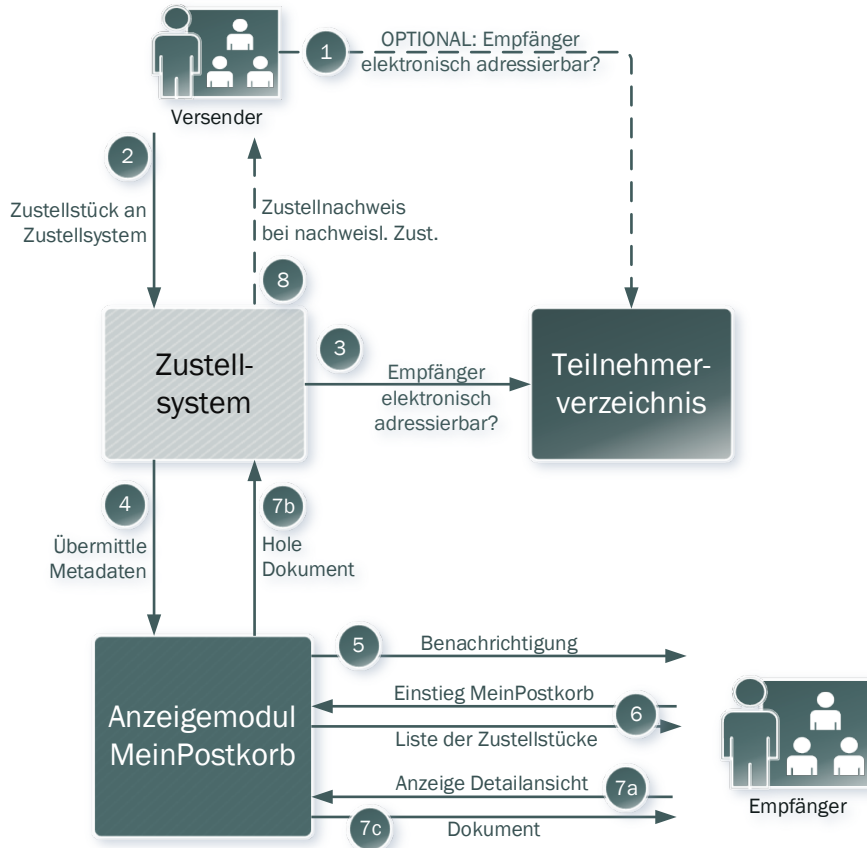 1
OPTIONAL: Empfänger
elektronisch adressierbar?
Versender
2
Zustellstück an
Zustellsystem
Zustellnachweis
bei nachweisl. Zust.
8
Zustell-
system
3
Empfänger
elektronisch
adressierbar?
Teilnehmer-
verzeichnis
4
Übermittle
Metadaten
7b
Hole
Dokument
Anzeigemodul
MeinPostkorb
5
Benachrichtigung
Einstieg MeinPostkorb
6
Liste der Zustellstücke
Anzeige Detailansicht
7a
7c
Dokument
Empfänger